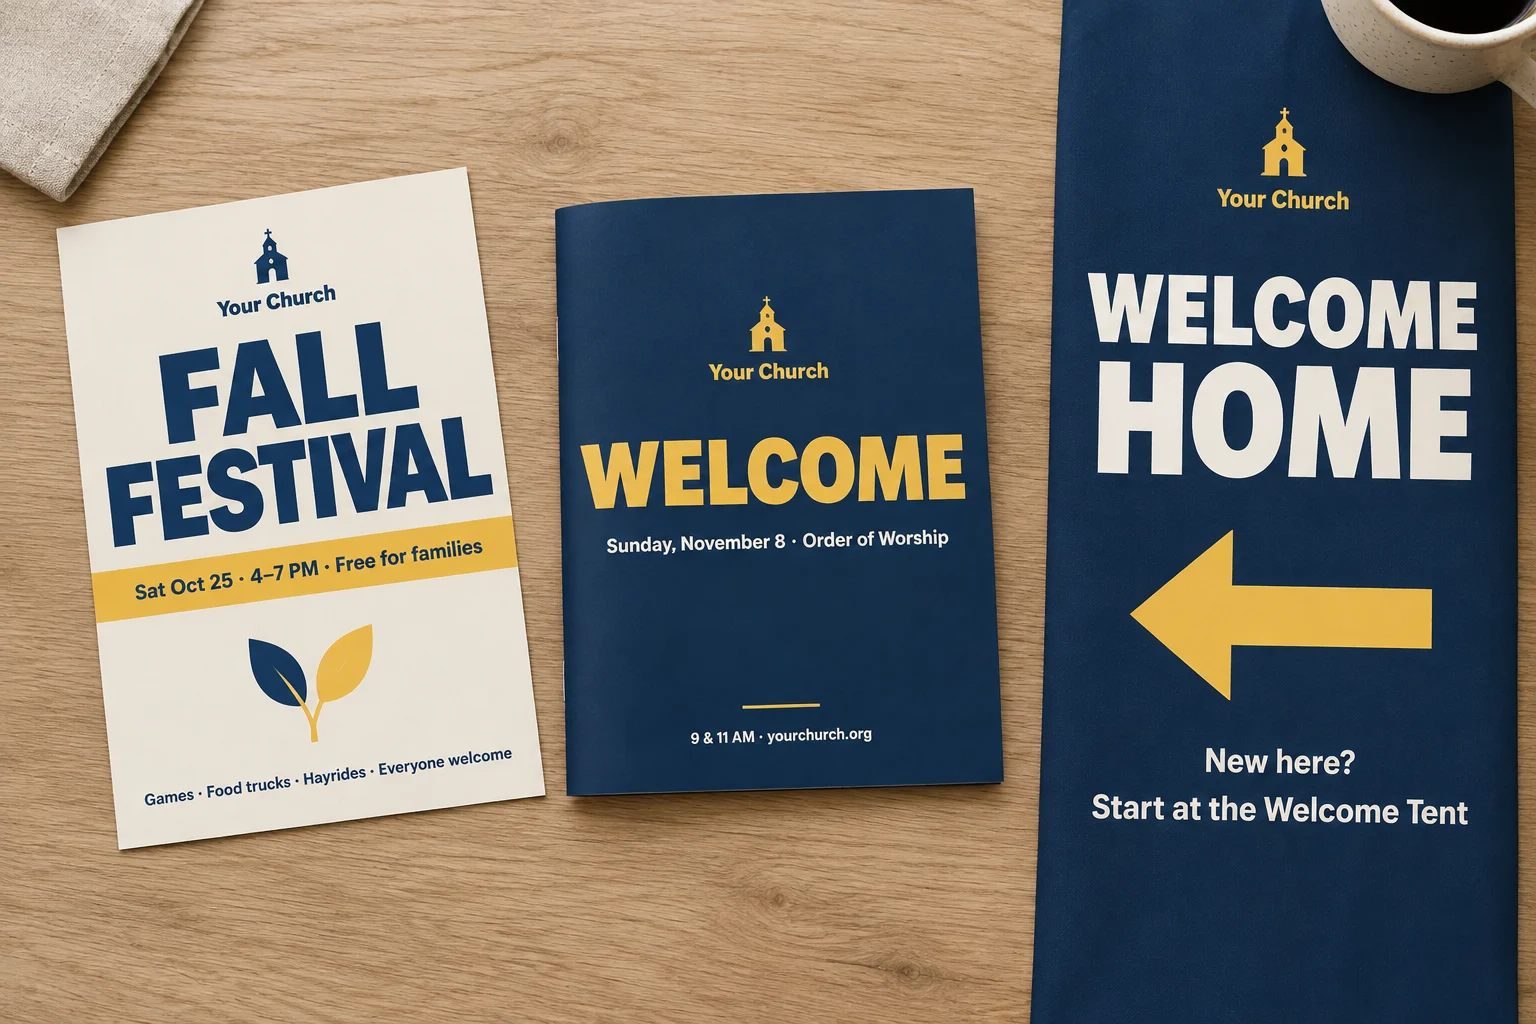 Your Church
FALL
FESTIVAL
Sat Oct 25 · 4–7 PM · Free for families
Games · Food trucks · Hayrides · Everyone welcome
Your Church
WELCOME
Sunday, November 8 · Order of Worship
9 & 11 AM · yourchurch.org
Your Church
WELCOME
HOME
New here?
Start at the Welcome Tent